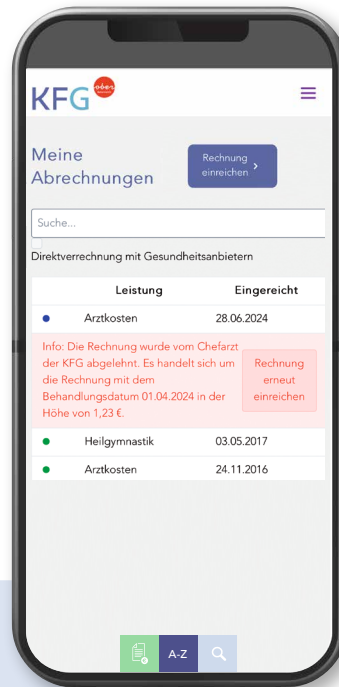 KFG ober
Meine
Abrechnungen
Rechnung
einreichen
Suche...
Direktverrechnung mit Gesundheitsanbietern
Leistung Eingereicht
Arztkosten 28.06.2024
Info: Die Rechnung wurde vom Chefarzt
der KFG abgelehnt. Es handelt sich um
die Rechnung mit dem
Behandlungsdatum 01.04.2024 in der
Höhe von 1,23 €.
Rechnung
erneut
einreichen
Heilgymnastik 03.05.2017
Arztkosten 24.11.2016
A-Z